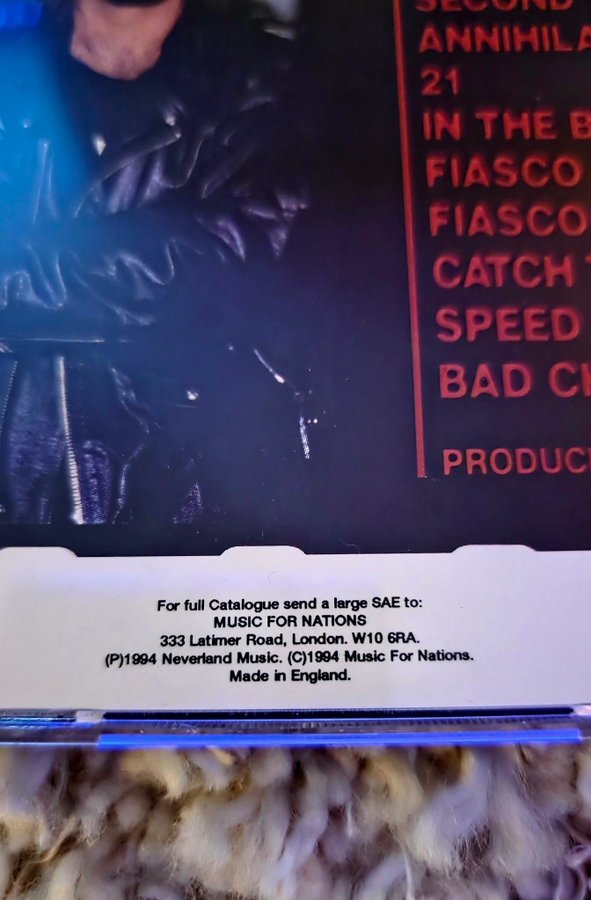 SECOND
ANNIHILA
21
IN THE B
FIASCO
FIASCO
CATCH
SPEED
BAD
PRODUC
For full Catalogue send a large SAE to:
MUSIC FOR NATIONS
333 Latimer Road, London. W10 6RA.
(P)1994 Neverland Music. (C)1994 Music For Nations.
Made in England.